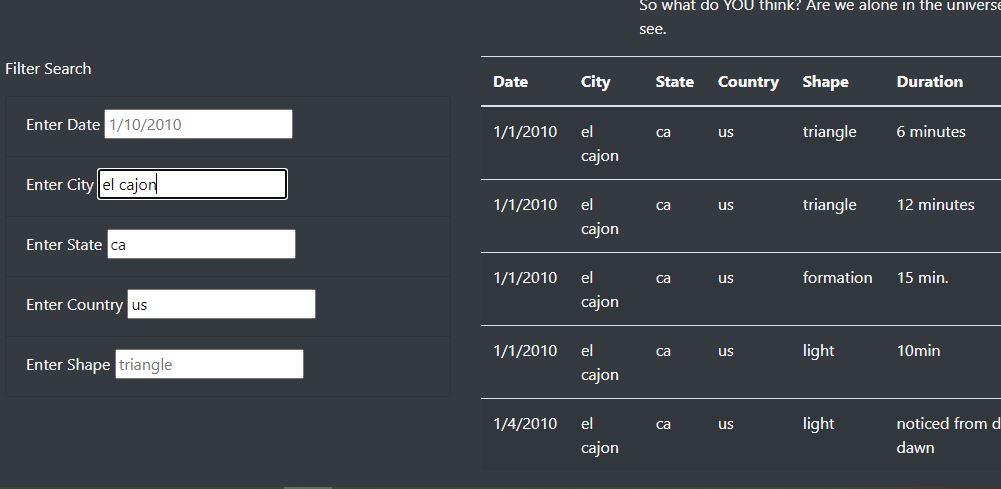 So what do YOU think? Are we alone in the universe
see.
Filter Search
Enter Date 1/10/2010
Enter City el cajon
Enter State ca
Enter Country us
Enter Shape triangle
Date City State Country Shape Duration
1/1/2010 el cajon ca us triangle 6 minutes
1/1/2010 el cajon ca us triangle 12 minutes
1/1/2010 el cajon ca us formation 15 min.
1/1/2010 el cajon ca us light 10min
1/4/2010 el cajon ca us light noticed from d
dawn